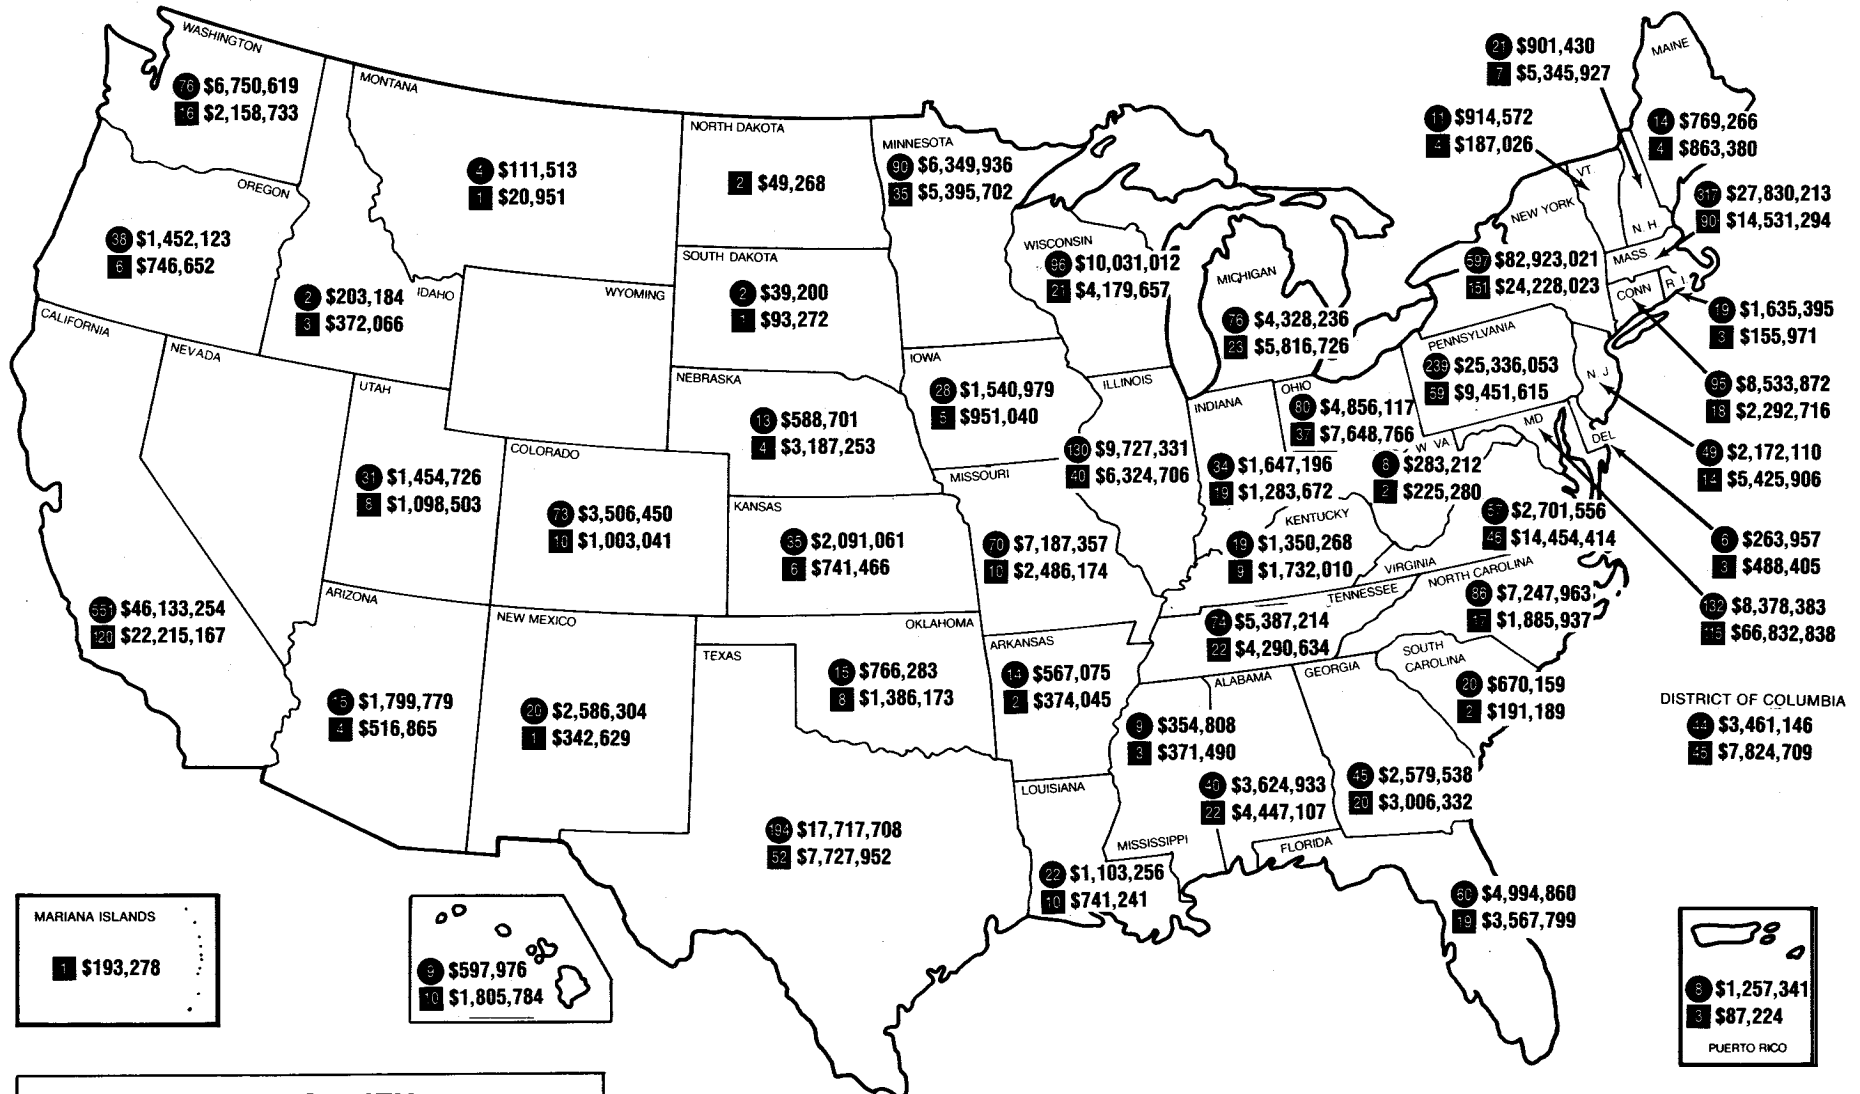 WASHINGTON
76 $6,750,619
16 $2,158,733
MONTANA
4 $111,513
1 $20,951
NORTH DAKOTA
2 $49,268
MINNESOTA
90 $6,349,936
35 $5,395,702
21 $901,430
7 $5,345,927
MAINE
14 $769,266
4 $863,380
11 $914,572
4 $187,026
VT.
N. H
317 $27,830,213
90 $14,531,294
MASS.
OREGON
38 $1,452,123
6 $746,652
IDAHO
2 $203,184
3 $372,066
WYOMING
SOUTH DAKOTA
2 $39,200
1 $93,272
WISCONSIN
96 $10,031,012
21 $4,179,657
MICHIGAN
76 $4,328,236
23 $5,816,726
NEW YORK
597 $82,923,021
151 $24,228,023
CONN
R I.
19 $1,635,395
3 $155,971
95 $8,533,872
18 $2,292,716
CALIFORNIA
551 $46,133,254
120 $22,215,167
NEVADA
UTAH
31 $1,454,726
8 $1,098,503
COLORADO
73 $3,506,450
10 $1,003,041
NEBRASKA
13 $588,701
4 $3,187,253
IOWA
28 $1,540,979
5 $951,040
ILLINOIS
130 $9,727,331
40 $6,324,706
INDIANA
34 $1,647,196
19 $1,283,672
OHIO
80 $4,856,117
37 $7,648,766
PENNSYLVANIA
239 $25,336,053
59 $9,451,615
N. J
49 $2,172,110
14 $5,425,906
MD
DEL
6 $263,957
3 $488,405
132 $8,378,383
115 $66,832,838
W VA.
8 $283,212
2 $225,280
57 $2,701,556
45 $14,454,414
VIRGINIA
KANSAS
35 $2,091,061
6 $741,466
MISSOURI
70 $7,187,357
10 $2,486,174
KENTUCKY
19 $1,350,268
9 $1,732,010
TENNESSEE
74 $5,387,214
22 $4,290,634
NORTH CAROLINA
86 $7,247,963
17 $1,885,937
ARIZONA
15 $1,799,779
4 $516,865
NEW MEXICO
20 $2,586,304
1 $342,629
TEXAS
194 $17,717,708
52 $7,727,952
OKLAHOMA
15 $766,283
8 $1,386,173
ARKANSAS
14 $567,075
2 $374,045
ALABAMA
40 $3,624,933
22 $4,447,107
GEORGIA
45 $2,579,538
20 $3,006,332
SOUTH
CAROLINA
20 $670,159
2 $191,189
DISTRICT OF COLUMBIA
44 $3,461,146
45 $7,824,709
9 $354,808
3 $371,490
MISSISSIPPI
LOUISIANA
22 $1,103,256
10 $741,241
FLORIDA
60 $4,994,860
19 $3,567,799
MARIANA ISLANDS
1 $193,278
9 $597,976
10 $1,805,784
8 $1,257,341
3 $87,224
PUERTO RICO